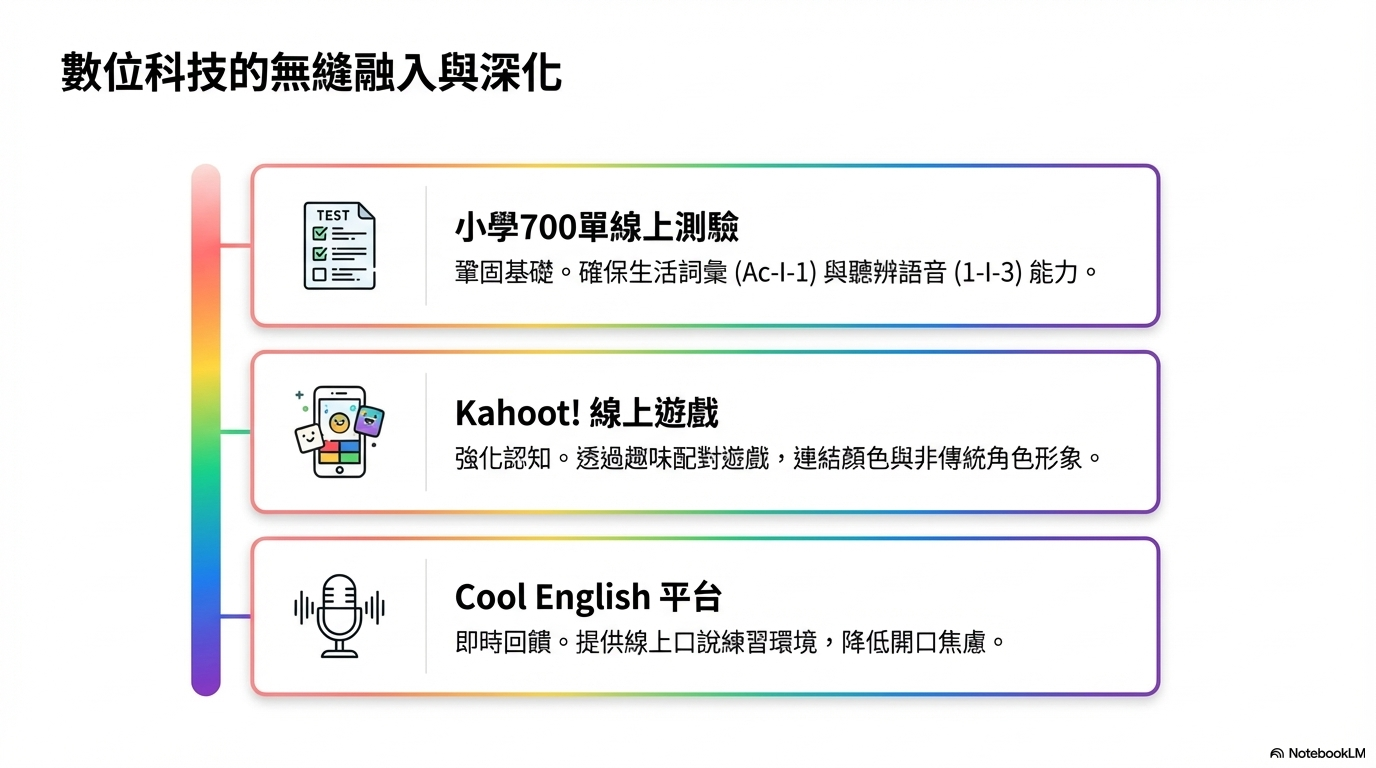 數位科技的無縫融入與深化
TEST
小學700單線上測驗
鞏固基礎。確保生活詞彙 (Ac-I-1) 與聽辨語音 (1-I-3) 能力。
Kahoot! 線上遊戲
強化認知。透過趣味配對遊戲，連結顏色與非傳統角色形象。
Cool English 平台
即時回饋。提供線上口說練習環境，降低開口焦慮。
NotebookLM